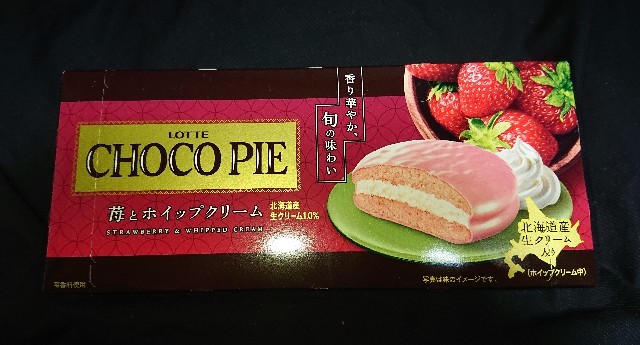 LOTTE
CHOCO PIE
苺とホイップクリーム
STRAWBERRY & WHIPPED CREAM
北海道産
生クリーム1.0%
香り華やか、
旬の味わい
北海道産
生クリーム
入り
(ホイップクリーム中)
写真は味のイメージです。